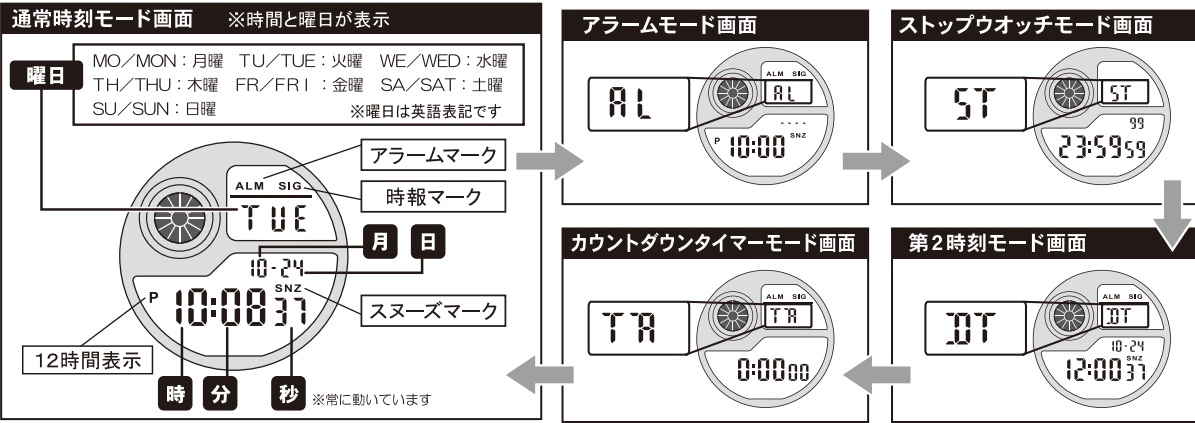 通常時刻モード画面 ※時間と曜日が表示
曜日
MO／MON：月曜 TU／TUE：火曜 WE／WED：水曜
TH／THU：木曜 FR／FRI：金曜 SA／SAT：土曜
SU／SUN：日曜 ※曜日は英語表記です
アラームマーク
ALM SIG
時報マーク
TUE
月 日
10-24
SNZ
P 10:08 37
スヌーズマーク
12時間表示
時 分 秒 ※常に動いています
アラームモード画面
AL
ALM SIG
AL
----
P 10:00 SNZ
ストップウオッチモード画面
ST
ST
99
23:59 59
第2時刻モード画面
DT
ALM SIG
DT
10-24
SNZ
12:00 37
カウントダウンタイマーモード画面
TR
ALM SIG
TR
0:00 00